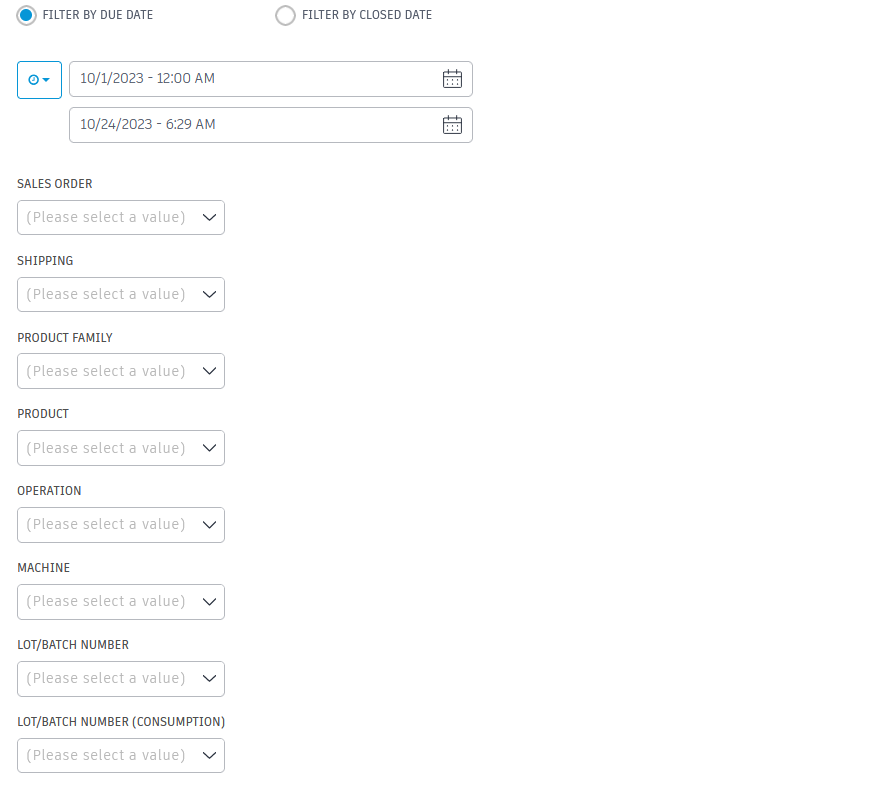 FILTER BY DUE DATE FILTER BY CLOSED DATE
10/1/2023 - 12:00 AM
10/24/2023 - 6:29 AM
SALES ORDER
(Please select a value)
SHIPPING
(Please select a value)
PRODUCT FAMILY
(Please select a value)
PRODUCT
(Please select a value)
OPERATION
(Please select a value)
MACHINE
(Please select a value)
LOT/BATCH NUMBER
(Please select a value)
LOT/BATCH NUMBER (CONSUMPTION)
(Please select a value)